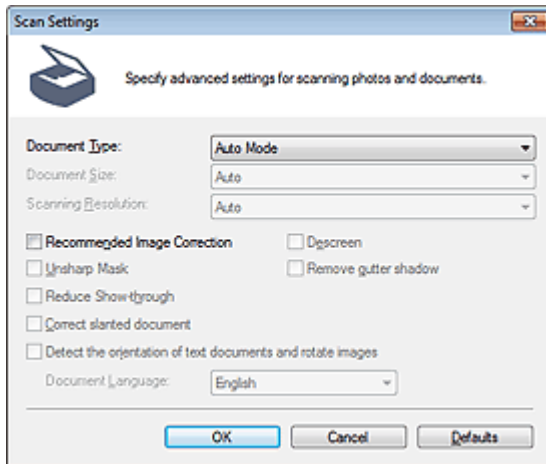 Scan Settings
Specify advanced settings for scanning photos and documents.
Document Type: Auto Mode
Document Size: Auto
Scanning Resolution: Auto
Recommended Image Correction Descreen
Unsharp Mask Remove gutter shadow
Reduce Show-through
Correct slanted document
Detect the orientation of text documents and rotate images
Document Language: English
OK Cancel Defaults